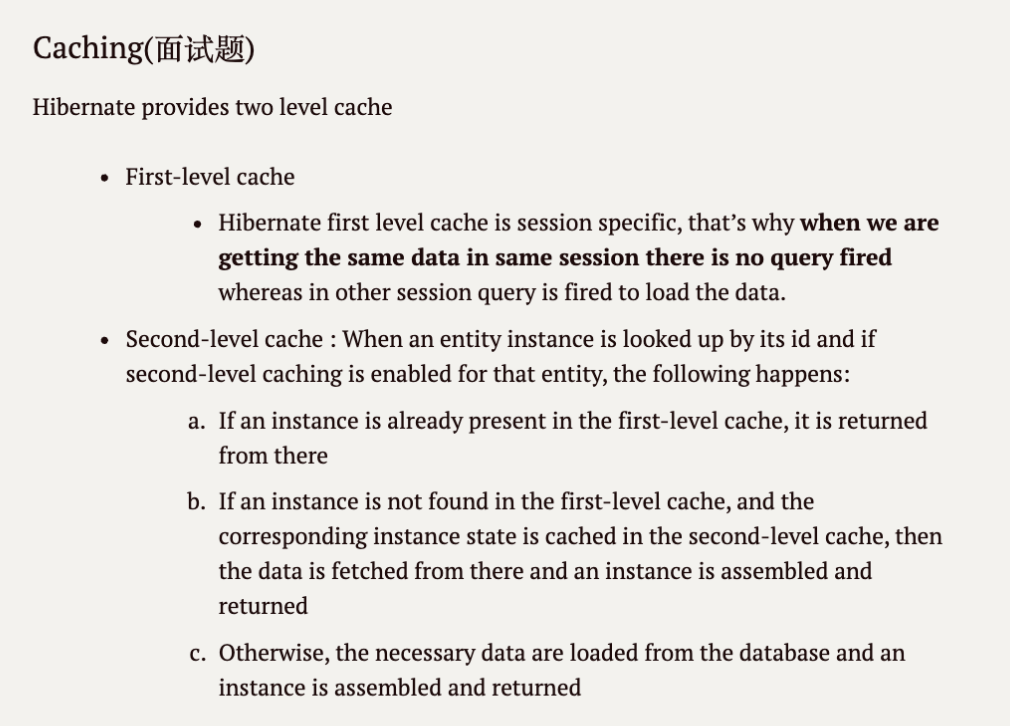 Caching(面试题)
Hibernate provides two level cache
• First-level cache
• Hibernate first level cache is session specific, that’s why when we are
getting the same data in same session there is no query fired
whereas in other session query is fired to load the data.
• Second-level cache : When an entity instance is looked up by its id and if
second-level caching is enabled for that entity, the following happens:
a. If an instance is already present in the first-level cache, it is returned
from there
b. If an instance is not found in the first-level cache, and the
corresponding instance state is cached in the second-level cache, then
the data is fetched from there and an instance is assembled and
returned
c. Otherwise, the necessary data are loaded from the database and an
instance is assembled and returned